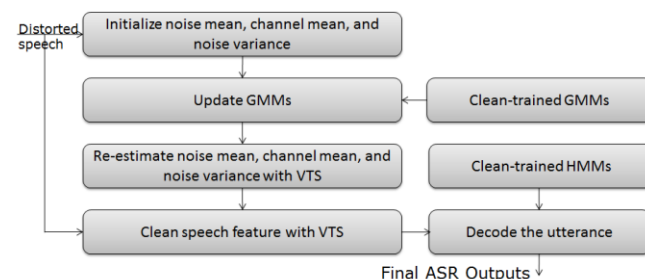 Distorted
speech
Initialize noise mean, channel mean, and
noise variance
Update GMMs
Clean-trained GMMs
Re-estimate noise mean, channel mean, and
noise variance with VTS
Clean-trained HMMs
Clean speech feature with VTS
Decode the utterance
Final ASR Outputs